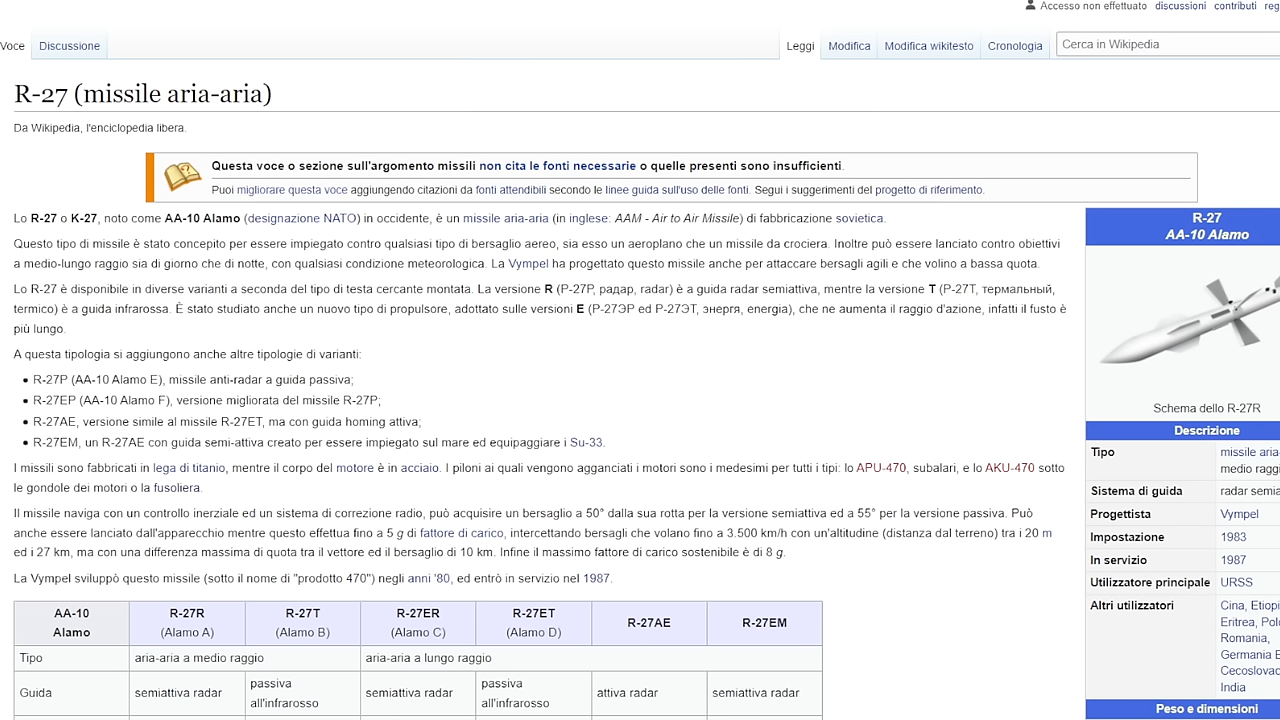 Accesso non effettuato discussioni contributi reg
Voce Discussione Leggi Modifica Modifica wikitesto Cronologia Cerca in Wikipedia
R-27 (missile aria-aria)
Da Wikipedia, l'enciclopedia libera.
Questa voce o sezione sull'argomento missili non cita le fonti necessarie o quelle presenti sono insufficienti.
Puoi migliorare questa voce aggiungendo citazioni da fonti attendibili secondo le linee guida sull'uso delle fonti. Segui i suggerimenti del progetto di riferimento.
Lo R-27 o K-27, noto come AA-10 Alamo (designazione NATO) in occidente, è un missile aria-aria (in inglese: AAM - Air to Air Missile) di fabbricazione sovietica.
Questo tipo di missile è stato concepito per essere impiegato contro qualsiasi tipo di bersaglio aereo, sia esso un aeroplano che un missile da crociera. Inoltre può essere lanciato contro obiettivi
a medio-lungo raggio sia di giorno che di notte, con qualsiasi condizione meteorologica. La Vympel ha progettato questo missile anche per attaccare bersagli agili e che volino a bassa quota.
Lo R-27 è disponibile in diverse varianti a seconda del tipo di testa cercante montata. La versione R (Р-27Р, радар, radar) è a guida radar semiattiva, mentre la versione T (Р-27Т, термальный,
termico) è a guida infrarossa. È stato studiato anche un nuovo tipo di propulsore, adottato sulle versioni E (Р-27ЭР ed Р-27ЭТ, знергя, energia), che ne aumenta il raggio d'azione, infatti il fusto è
più lungo.
A questa tipologia si aggiungono anche altre tipologie di varianti:
• R-27P (AA-10 Alamo E), missile anti-radar a guida passiva;
• R-27EP (AA-10 Alamo F), versione migliorata del missile R-27P;
• R-27AE, versione simile al missile R-27ET, ma con guida homing attiva;
• R-27EM, un R-27AE con guida semi-attiva creato per essere impiegato sul mare ed equipaggiare i Su-33.
I missili sono fabbricati in lega di titanio, mentre il corpo del motore è in acciaio. I piloni ai quali vengono agganciati i motori sono i medesimi per tutti i tipi: lo APU-470, subalari, e lo AKU-470 sotto
le gondole dei motori o la fusoliera.
Il missile naviga con un controllo inerziale ed un sistema di correzione radio, può acquisire un bersaglio a 50° dalla sua rotta per la versione semiattiva ed a 55° per la versione passiva. Può
anche essere lanciato dall'apparecchio mentre questo effettua fino a 5 g di fattore di carico, intercettando bersagli che volano fino a 3.500 km/h con un'altitudine (distanza dal terreno) tra i 20 m
ed i 27 km, ma con una differenza massima di quota tra il vettore ed il bersaglio di 10 km. Infine il massimo fattore di carico sostenibile è di 8 g.
La Vympel sviluppò questo missile (sotto il nome di "prodotto 470") negli anni '80, ed entrò in servizio nel 1987.
AA-10 Alamo R-27R (Alamo A) R-27T (Alamo B) R-27ER (Alamo C) R-27ET (Alamo D) R-27AE R-27EM
Tipo aria-aria a medio raggio aria-aria a lungo raggio
Guida semiattiva radar passiva all'infrarosso semiattiva radar passiva all'infrarosso attiva radar semiattiva radar
R-27
AA-10 Alamo
Schema dello R-27R
Descrizione
Tipo missile aria-
medio raggi
Sistema di guida radar semia
Progettista Vympel
Impostazione 1983
In servizio 1987
Utilizzatore principale URSS
Altri utilizzatori Cina, Etiopi
Eritrea, Polo
Romania,
Germania E
Cecoslovac
India
Peso e dimensioni